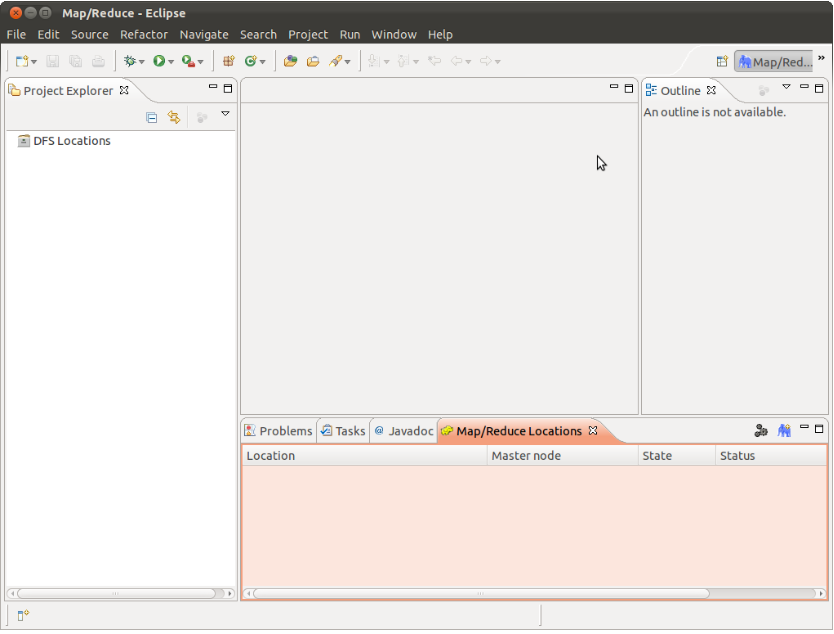 Map/Reduce - Eclipse
File Edit Source Refactor Navigate Search Project Run Window Help
Map/Red... »
Project Explorer
Outline
An outline is not available.
DFS Locations
Problems Tasks @ Javadoc Map/Reduce Locations
Location Master node State Status